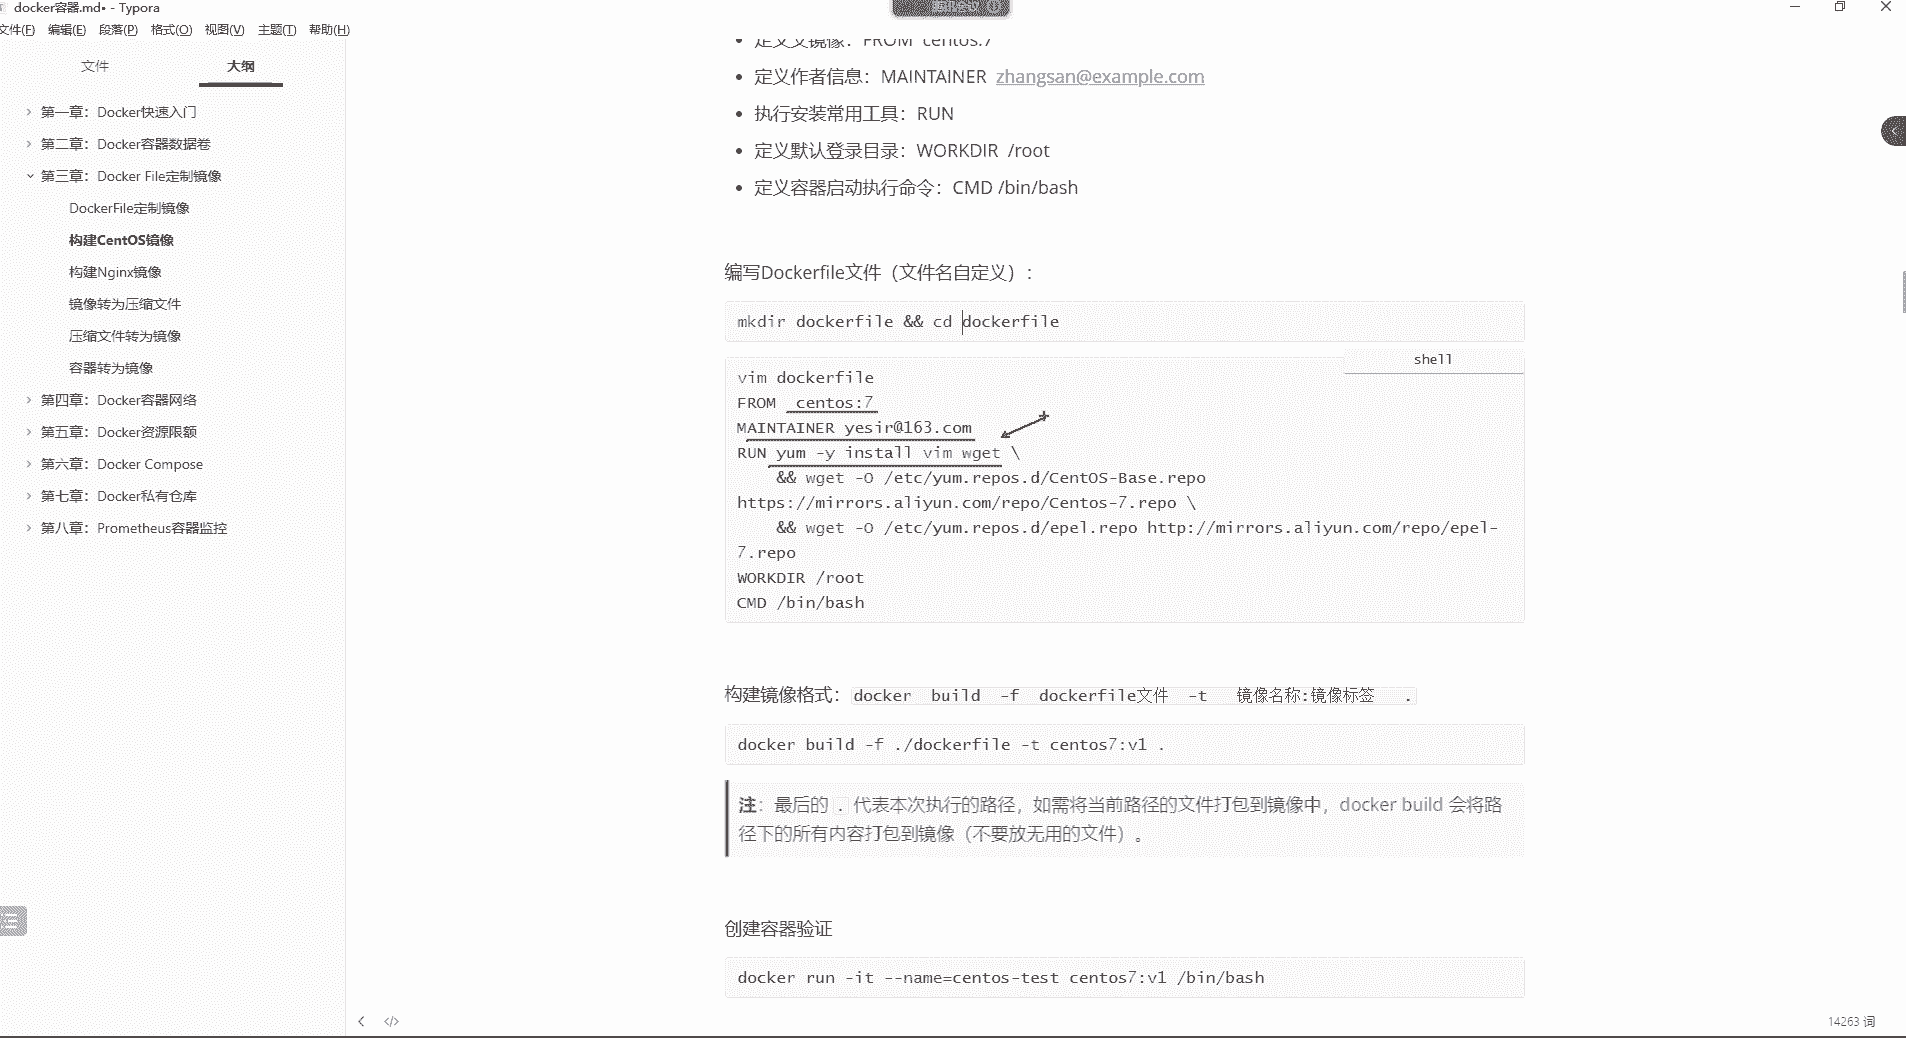 docker容器.md• - Typora
腾讯会议
文件(F) 编辑(E) 段落(P) 格式(O) 视图(V) 主题(T) 帮助(H)
文件 大纲
第一章：Docker快速入门
第二章：Docker容器数据卷
第三章：Docker File定制镜像
DockerFile定制镜像
构建CentOS镜像
构建Nginx镜像
镜像转为压缩文件
压缩文件转为镜像
容器转为镜像
第四章：Docker容器网络
第五章：Docker资源限额
第六章：Docker Compose
第七章：Docker私有仓库
第八章：Prometheus容器监控
定义父镜像：FROM centos:7
定义作者信息：MAINTAINER zhangsan@example.com
执行安装常用工具：RUN
定义默认登录目录：WORKDIR /root
定义容器启动执行命令：CMD /bin/bash
编写Dockerfile文件（文件名自定义）：
mkdir dockerfile && cd dockerfile
shell
vim dockerfile
FROM centos:7
MAINTAINER yesir@163.com
RUN yum -y install vim wget \
&& wget -O /etc/yum.repos.d/CentOS-Base.repo
https://mirrors.aliyun.com/repo/Centos-7.repo \
&& wget -O /etc/yum.repos.d/epel.repo http://mirrors.aliyun.com/repo/epel-
7.repo
WORKDIR /root
CMD /bin/bash
构建镜像格式：docker build -f dockerfile文件 -t 镜像名称:镜像标签 .
docker build -f ./dockerfile -t centos7:v1 .
注：最后的 . 代表本次执行的路径，如需将当前路径的文件打包到镜像中，docker build 会将路
径下的所有内容打包到镜像（不要放无用的文件）。
创建容器验证
docker run -it --name=centos-test centos7:v1 /bin/bash
14263 词